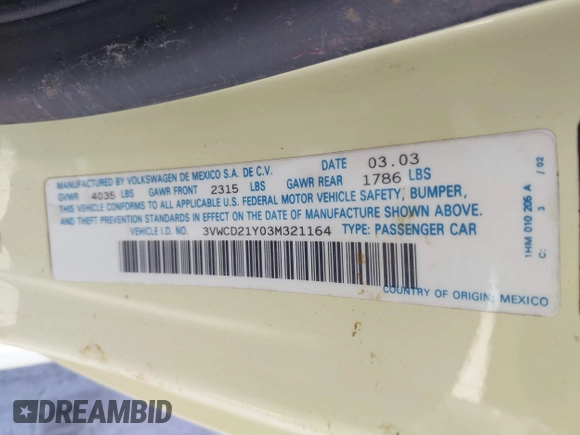 MANUFACTURED BY VOLKSWAGEN DE MEXICO S.A. DE C.V. DATE 03.03
GVWR 4035 LBS GAWR FRONT 2315 LBS GAWR REAR 1786 LBS
THIS VEHICLE CONFORMS TO ALL APPLICABLE U.S. FEDERAL MOTOR VEHICLE SAFETY, BUMPER,
AND THEFT PREVENTION STANDARDS IN EFFECT ON THE DATE OF MANUFACTURE SHOWN ABOVE.
VEHICLE I.D. NO. 3VWCD21Y03M321164 TYPE: PASSENGER CAR
COUNTRY OF ORIGIN: MEXICO
1HM 010 205 A
C: 3 / 02
DREAMBID